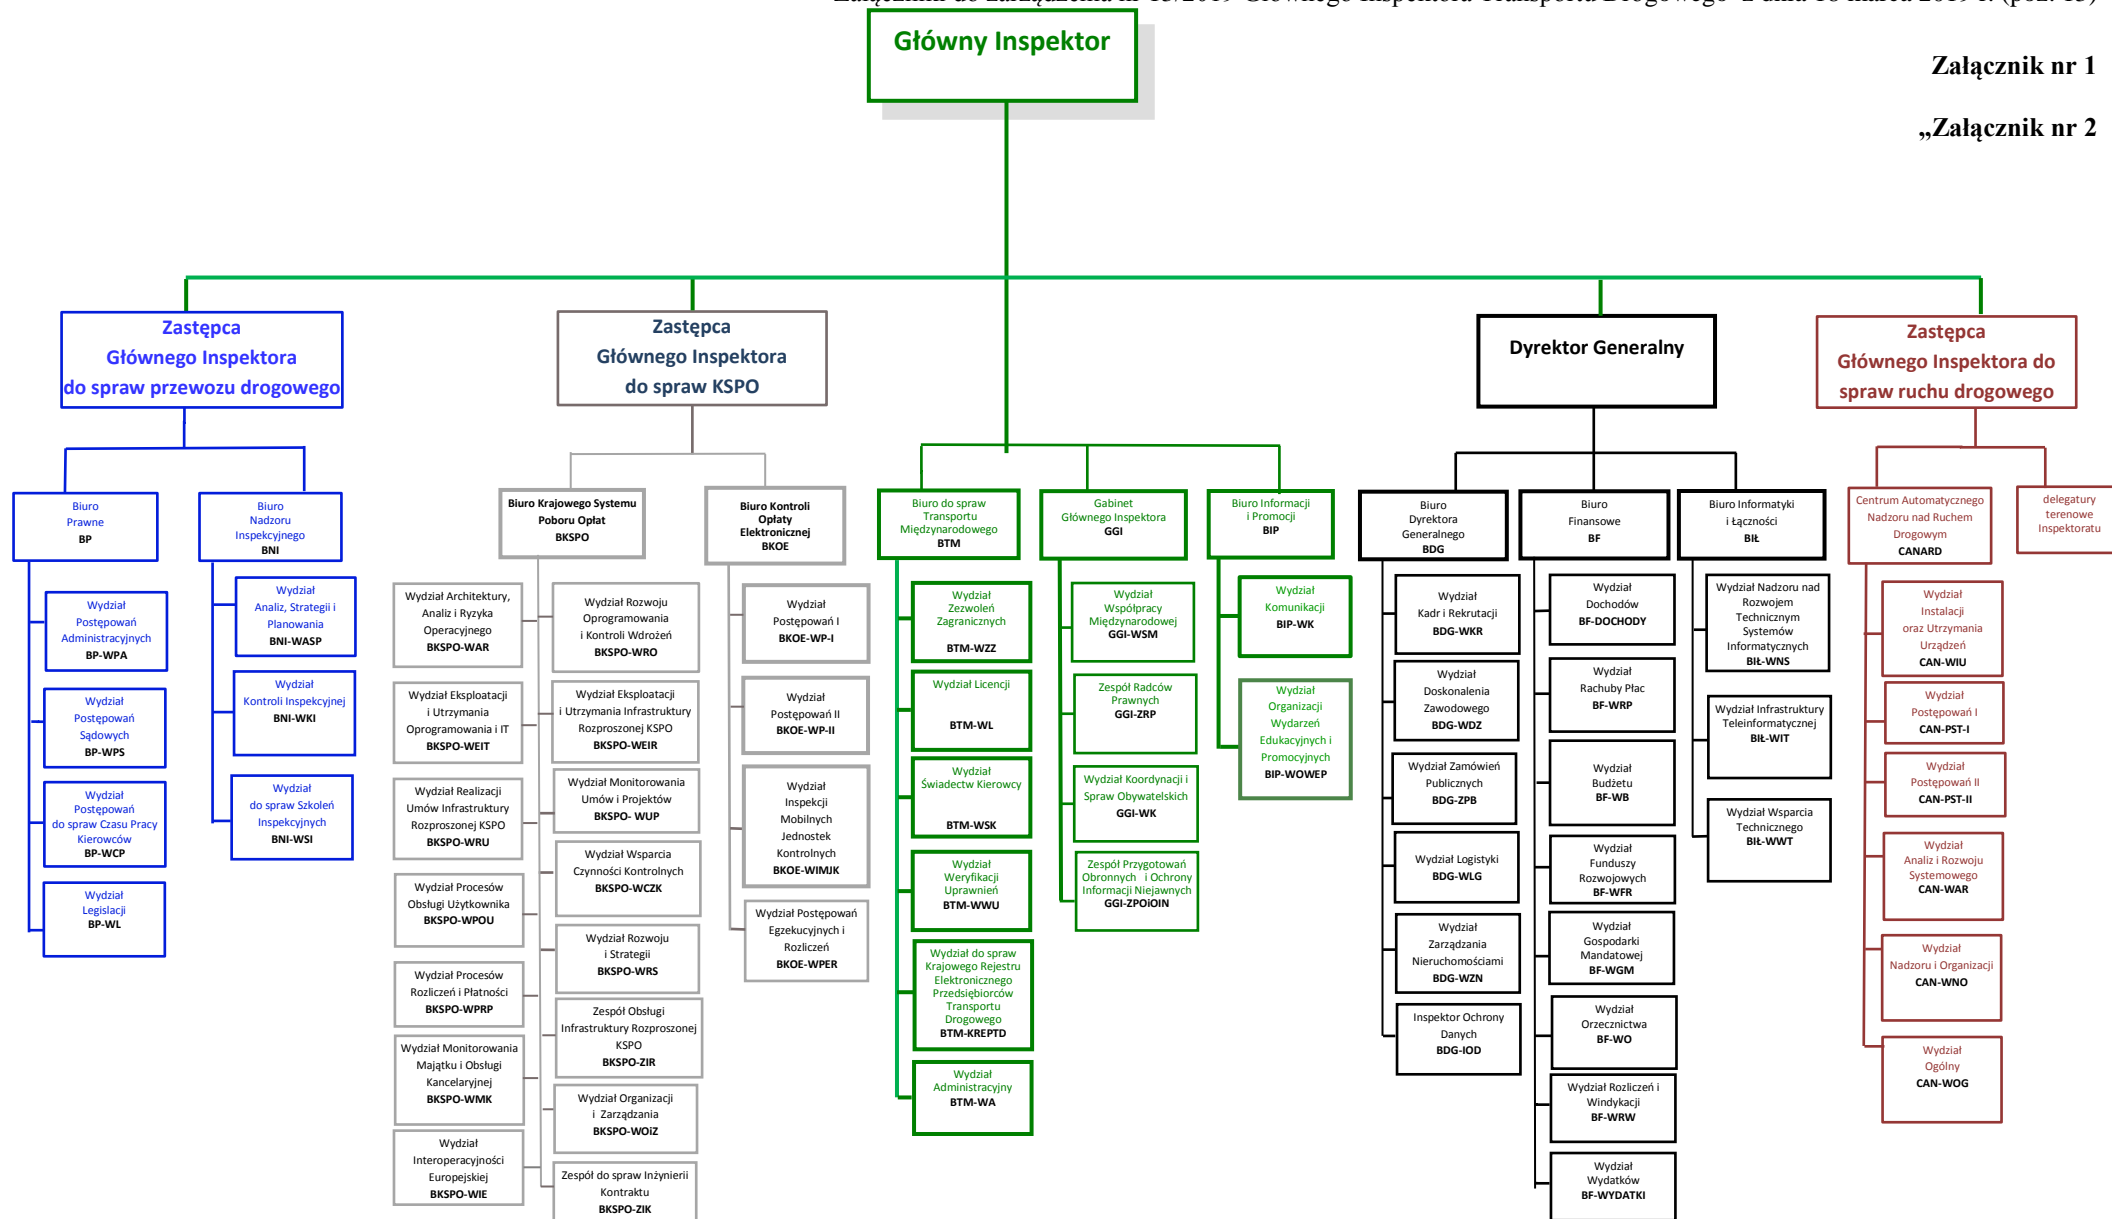 Załączniki do zarządzenia nr 13/2019 Głównego Inspektora Transportu Drogowego z dnia 18 marca 2019 r. (poz. 13)
Główny Inspektor
Załącznik nr 1
„Załącznik nr 2
Zastępca
Głównego Inspektora
do spraw przewozu drogowego
Zastępca
Głównego Inspektora
do spraw KSPO
Dyrektor Generalny
Zastępca
Głównego Inspektora do
spraw ruchu drogowego
Biuro
Prawne
BP
Biuro
Nadzoru
Inspekcyjnego
BNI
Biuro Krajowego Systemu
Poboru Opłat
BKSPO
Biuro Kontroli
Opłaty
Elektronicznej
BKOE
Biuro do spraw
Transportu
Międzynarodowego
BTM
Gabinet
Głównego Inspektora
GGI
Biuro Informacji
i Promocji
BIP
Biuro
Dyrektora
Generalnego
BDG
Biuro
Finansowe
BF
Biuro Informatyki
i Łączności
BIŁ
Centrum Automatycznego
Nadzoru nad Ruchem
Drogowym
CANARD
delegatury
terenowe
Inspektoratu
Wydział
Postępowań
Administracyjnych
BP-WPA
Wydział
Postępowań
Sądowych
BP-WPS
Wydział
Postępowań
do spraw Czasu Pracy
Kierowców
BP-WCP
Wydział
Legislacji
BP-WL
Wydział
Analiz, Strategii i
Planowania
BNI-WASP
Wydział
Kontroli Inspekcyjnej
BNI-WKI
Wydział
do spraw Szkoleń
Inspekcyjnych
BNI-WSI
Wydział Architektury,
Analiz i Ryzyka
Operacyjnego
BKSPO-WAR
Wydział Eksploatacji
i Utrzymania
Oprogramowania i IT
BKSPO-WEIT
Wydział Realizacji
Umów Infrastruktury
Rozproszonej KSPO
BKSPO-WRU
Wydział Procesów
Obsługi Użytkownika
BKSPO-WPOU
Wydział Procesów
Rozliczeń i Płatności
BKSPO-WPRP
Wydział Monitorowania
Majątku i Obsługi
Kancelaryjnej
BKSPO-WMK
Wydział
Interoperacyjności
Europejskiej
BKSPO-WIE
Wydział Rozwoju
Oprogramowania
i Kontroli Wdrożeń
BKSPO-WRO
Wydział Eksploatacji
i Utrzymania Infrastruktury
Rozproszonej KSPO
BKSPO-WEIR
Wydział Monitorowania
Umów i Projektów
BKSPO- WUP
Wydział Wsparcia
Czynności Kontrolnych
BKSPO-WCZK
Wydział Rozwoju
i Strategii
BKSPO-WRS
Zespół Obsługi
Infrastruktury Rozproszonej
KSPO
BKSPO-ZIR
Wydział Organizacji
i Zarządzania
BKSPO-WOiZ
Zespół do spraw Inżynierii
Kontraktu
BKSPO-ZIK
Wydział
Postępowań I
BKOE-WP-I
Wydział
Postępowań II
BKOE-WP-II
Wydział
Inspekcji
Mobilnych
Jednostek
Kontrolnych
BKOE-WIMJK
Wydział Postępowań
Egzekucyjnych i
Rozliczeń
BKOE-WPER
Wydział
Zezwoleń
Zagranicznych
BTM-WZZ
Wydział Licencji
BTM-WL
Wydział
Świadectw Kierowcy
BTM-WSK
Wydział
Weryfikacji
Uprawnień
BTM-WWU
Wydział do spraw
Krajowego Rejestru
Elektronicznego
Przedsiębiorców
Transportu
Drogowego
BTM-KREPTD
Wydział
Administracyjny
BTM-WA
Wydział
Współpracy
Międzynarodowej
GGI-WSM
Zespół Radców
Prawnych
GGI-ZRP
Wydział Koordynacji i
Spraw Obywatelskich
GGI-WK
Zespół Przygotowań
Obronnych i Ochrony
Informacji Niejawnych
GGI-ZPOiOIN
Wydział
Komunikacji
BIP-WK
Wydział
Organizacji
Wydarzeń
Edukacyjnych i
Promocyjnych
BIP-WOWEP
Wydział
Kadr i Rekrutacji
BDG-WKR
Wydział
Doskonalenia
Zawodowego
BDG-WDZ
Wydział Zamówień
Publicznych
BDG-ZPB
Wydział Logistyki
BDG-WLG
Wydział
Zarządzania
Nieruchomościami
BDG-WZN
Inspektor Ochrony
Danych
BDG-IOD
Wydział
Dochodów
BF-DOCHODY
Wydział
Rachuby Płac
BF-WRP
Wydział
Budżetu
BF-WB
Wydział
Funduszy
Rozwojowych
BF-WFR
Wydział
Gospodarki
Mandatowej
BF-WGM
Wydział
Orzecznictwa
BF-WO
Wydział Rozliczeń i
Windykacji
BF-WRW
Wydział
Wydatków
BF-WYDATKI
Wydział Nadzoru nad
Rozwojem
Technicznym
Systemów
Informatycznych
BIŁ-WNS
Wydział Infrastruktury
Teleinformatycznej
BIŁ-WIT
Wydział Wsparcia
Technicznego
BIŁ-WWT
Wydział
Instalacji
oraz Utrzymania
Urządzeń
CAN-WIU
Wydział
Postępowań I
CAN-PST-I
Wydział
Postępowań II
CAN-PST-II
Wydział
Analiz i Rozwoju
Systemowego
CAN-WAR
Wydział
Nadzoru i Organizacji
CAN-WNO
Wydział
Ogólny
CAN-WOG